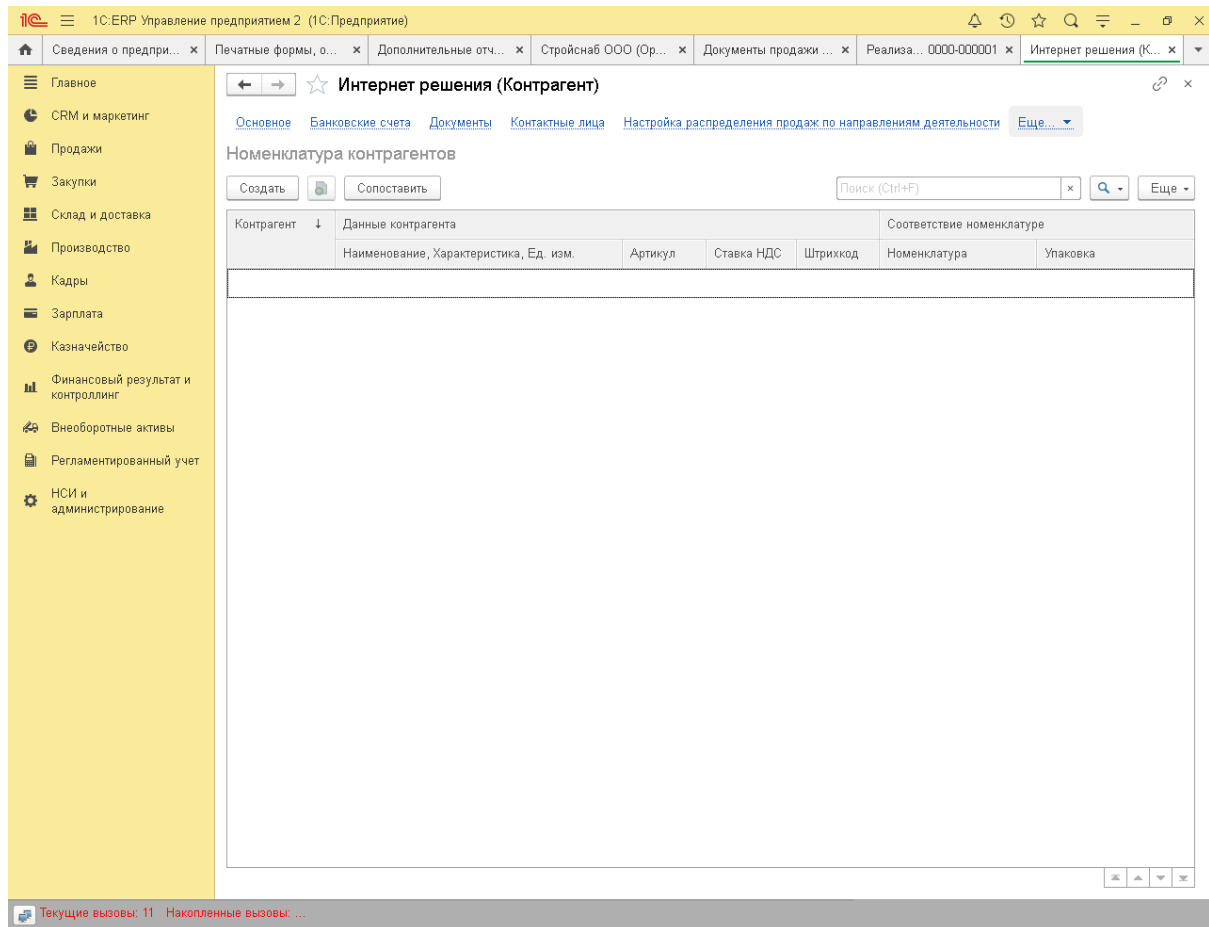 1С:ERP Управление предприятием 2 (1С:Предприятие)
Сведения о предпри... Печатные формы, о... Дополнительные отч... Стройснаб ООО (Ор... Документы продажи ... Реализа... 0000-000001 Интернет решения (К...
Главное
CRM и маркетинг
Продажи
Закупки
Склад и доставка
Производство
Кадры
Зарплата
Казначейство
Финансовый результат и
контроллинг
Внеоборотные активы
Регламентированный учет
НСИ и
администрирование
Интернет решения (Контрагент)
Основное Банковские счета Документы Контактные лица Настройка распределения продаж по направлениям деятельности Еще...
Номенклатура контрагентов
Создать Сопоставить Поиск (Ctrl+F) Еще
Контрагент Данные контрагента Соответствие номенклатуре
Наименование, Характеристика, Ед. изм. Артикул Ставка НДС Штрихкод Номенклатура Упаковка
Текущие вызовы: 11 Накопленные вызовы: ...